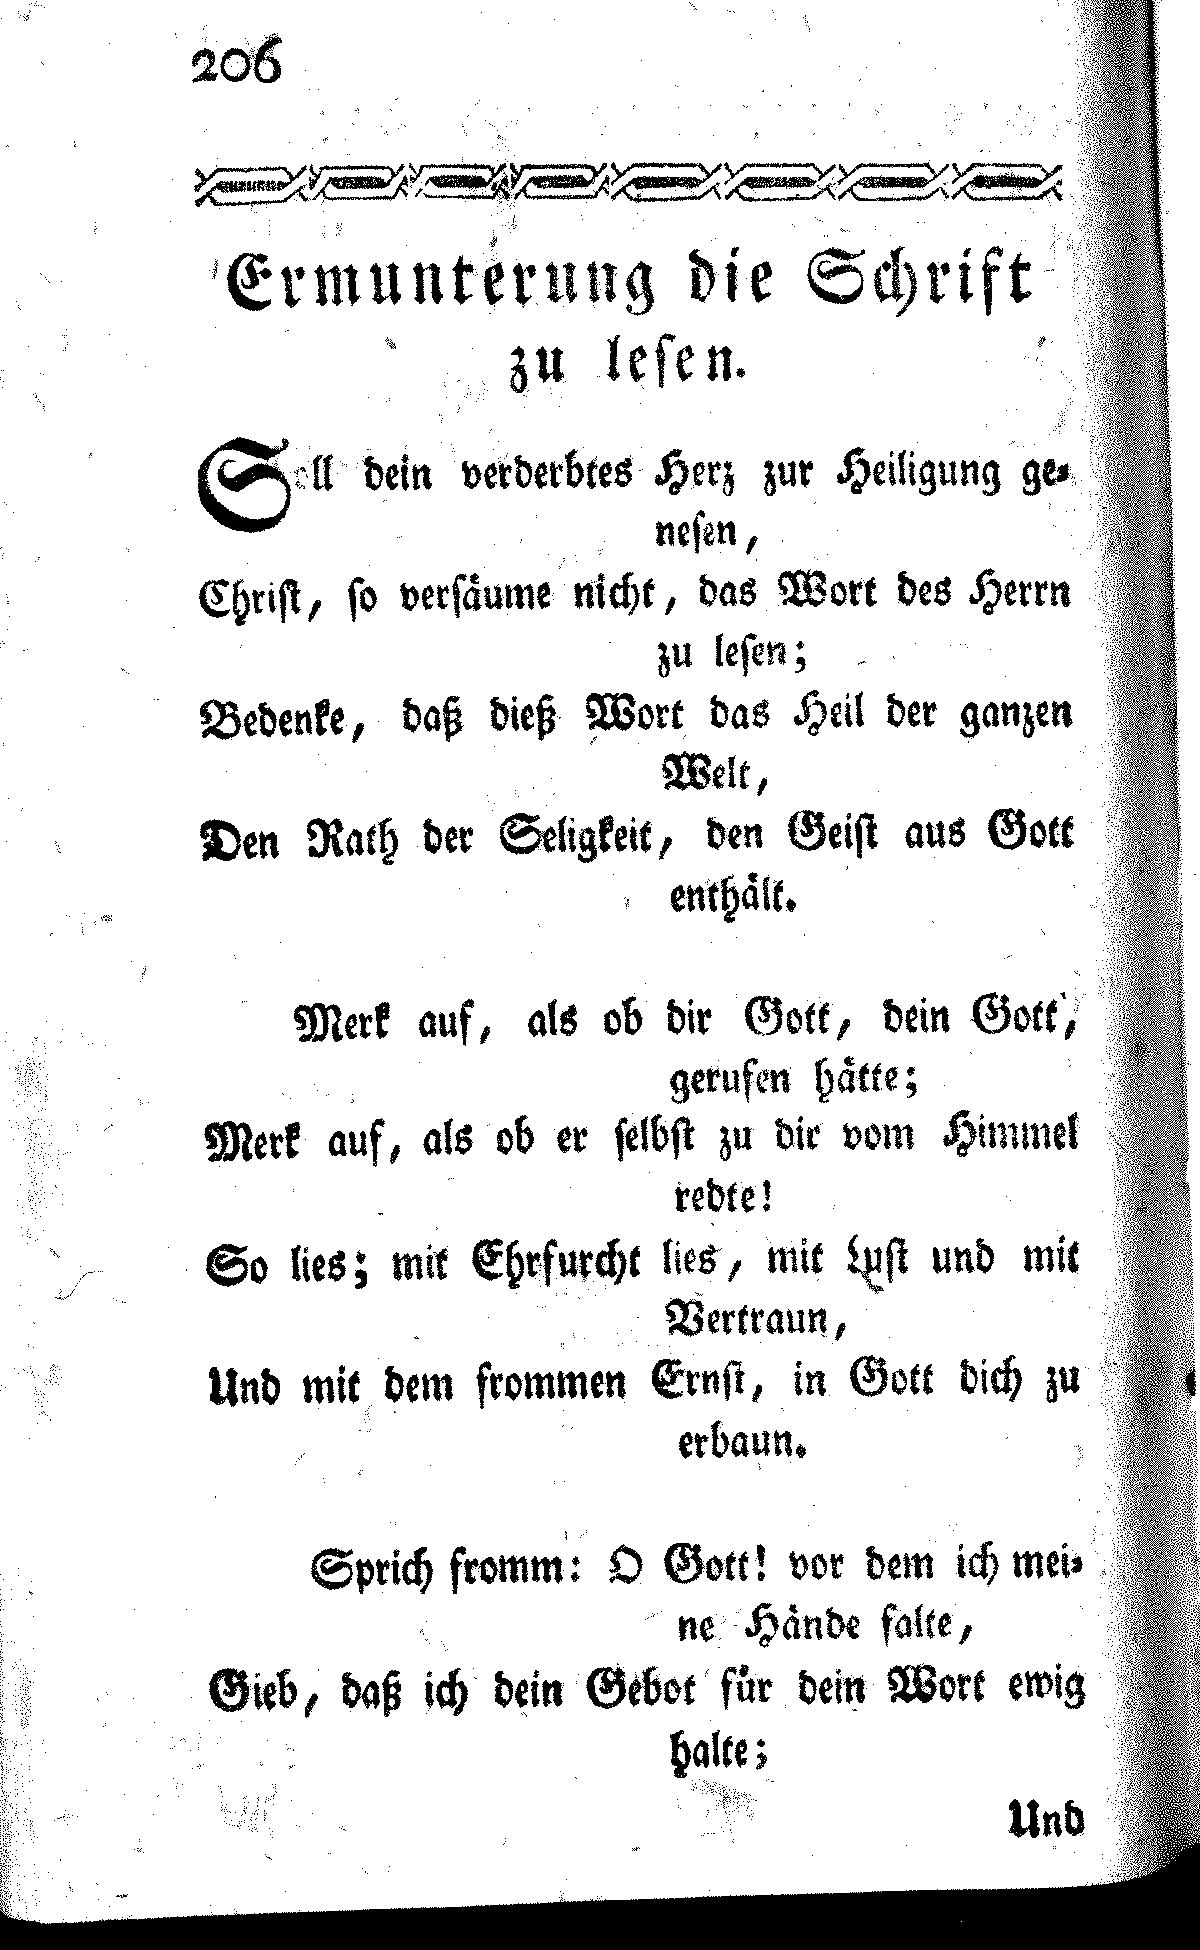 206
Ermunterung die Schrift
zu leſen.
Soll dein verderbtes Herz zur Heiligung ge-
neſen,
Chriſt, ſo verſäume nicht, das Wort des Herrn
zu leſen;
Bedenke, daß dieß Wort das Heil der ganzen
Welt,
Den Rath der Seligkeit, den Geiſt aus Gott
enthält.
Merk auf, als ob dir Gott, dein Gott,
gerufen hätte;
Merk auf, als ob er ſelbſt zu dir vom Himmel
redte!
So lies; mit Ehrfurcht lies, mit Luſt und mit
Vertraun,
Und mit dem frommen Ernſt, in Gott dich zu
erbaun.
Sprich fromm: O Gott! vor dem ich mei-
ne Hände falte,
Gieb, daß ich dein Gebot für dein Wort ewig
halte;
Und